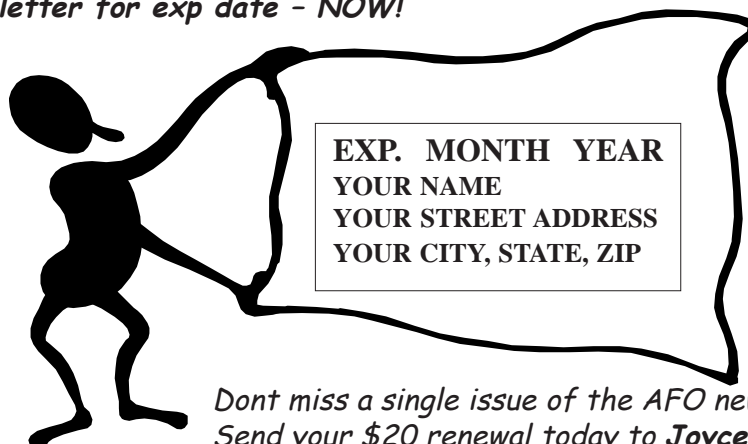 letter for exp date – NOW!
EXP. MONTH YEAR
YOUR NAME
YOUR STREET ADDRESS
YOUR CITY, STATE, ZIP
Dont miss a single issue of the AFO
Send your $20 renewal today to Joyce